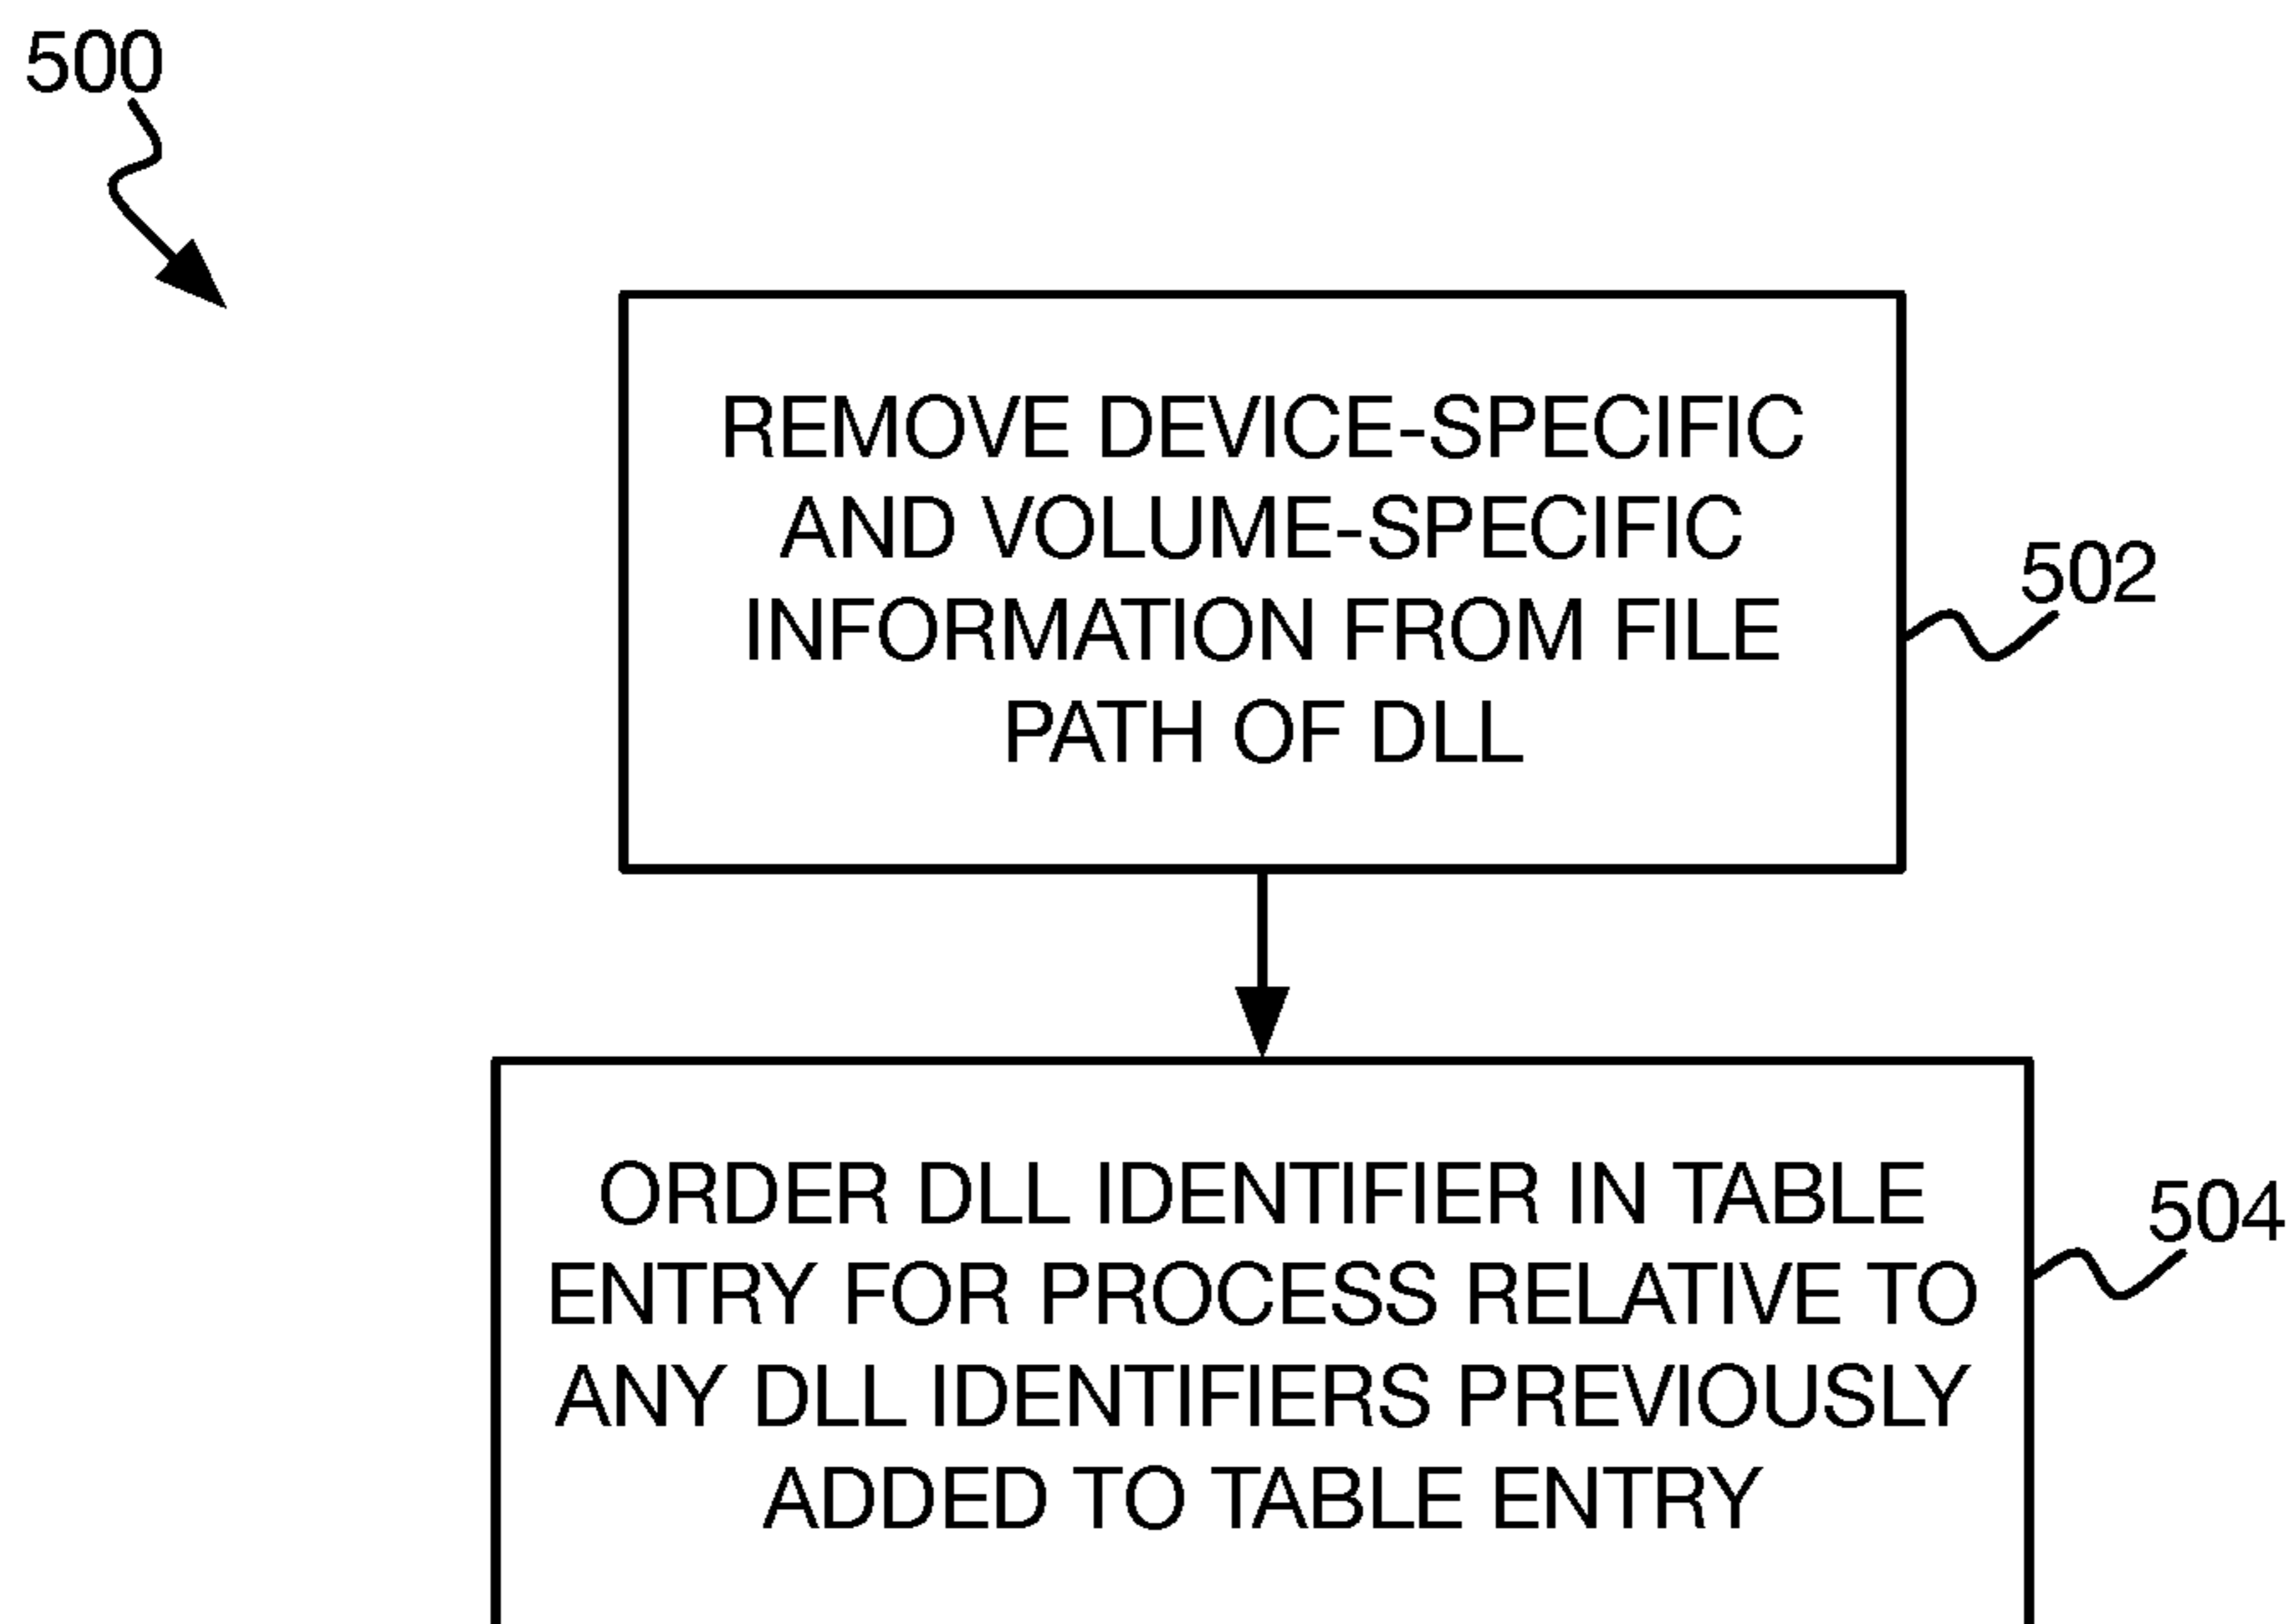 500
REMOVE DEVICE-SPECIFIC
AND VOLUME-SPECIFIC
INFORMATION FROM FILE
PATH OF DLL
502
ORDER DLL IDENTIFIER IN TABLE
ENTRY FOR PROCESS RELATIVE TO
ANY DLL IDENTIFIERS PREVIOUSLY
ADDED TO TABLE ENTRY
504